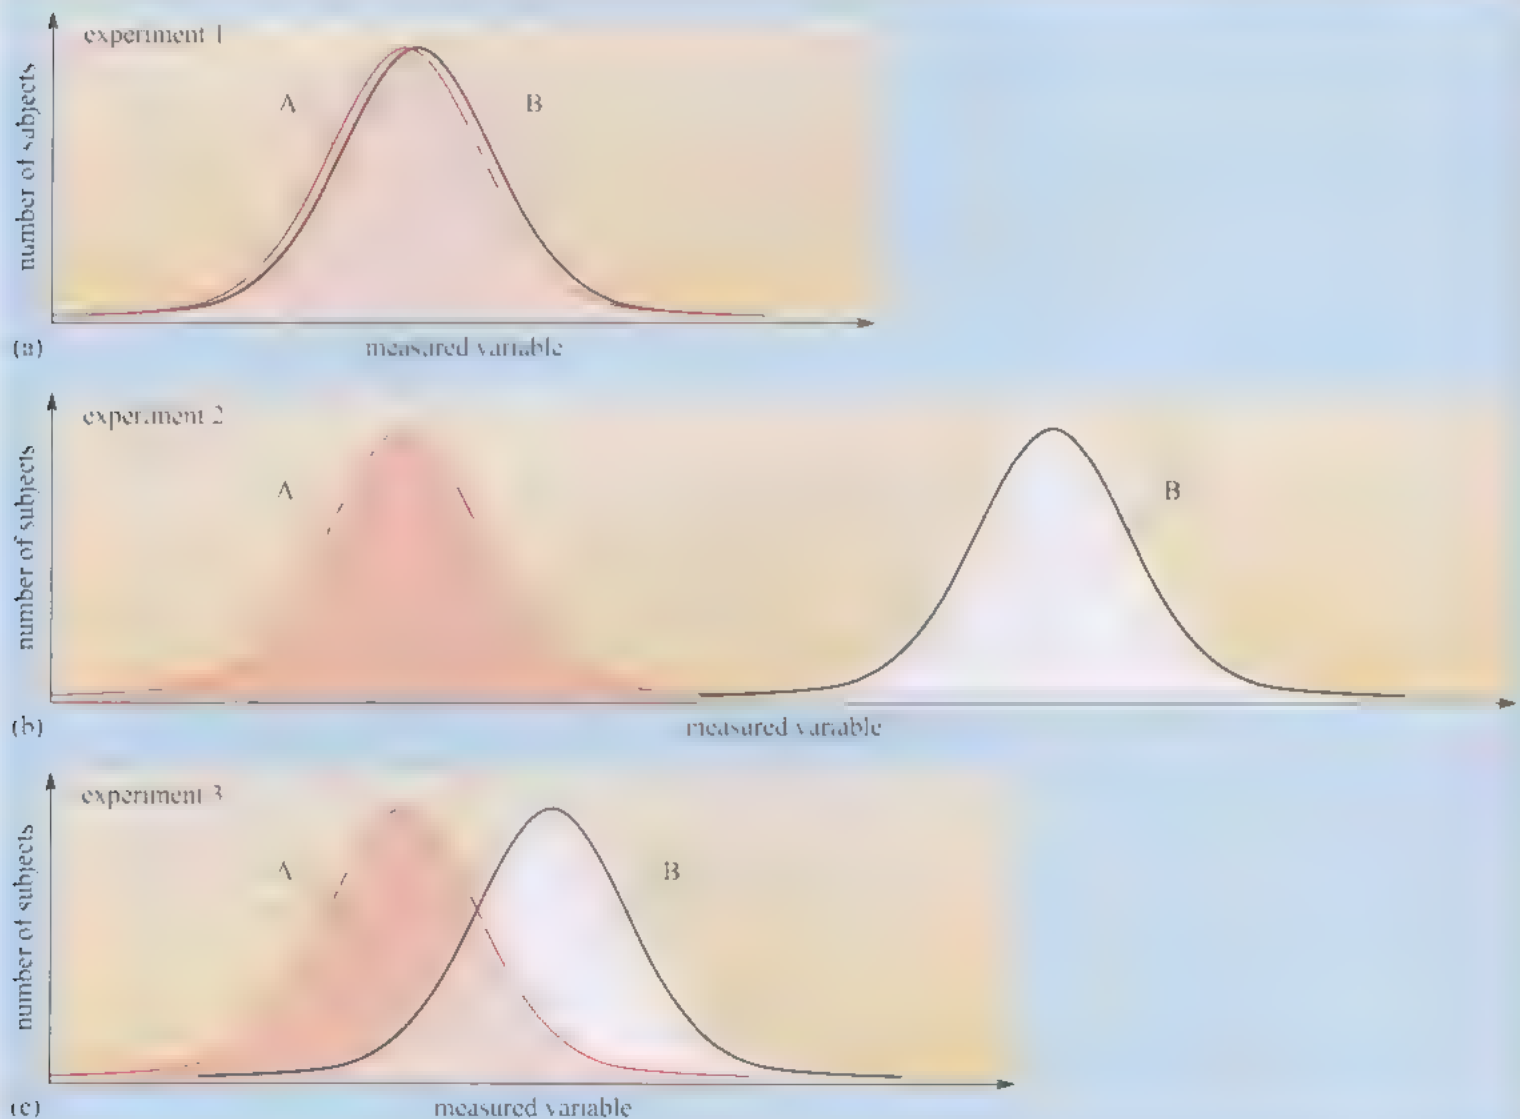 experiment 1
A
B
number of subjects
(a)
measured variable
experiment 2
A
B
number of subjects
(b)
measured variable
experiment 3
A
B
number of subjects
(c)
measured variable